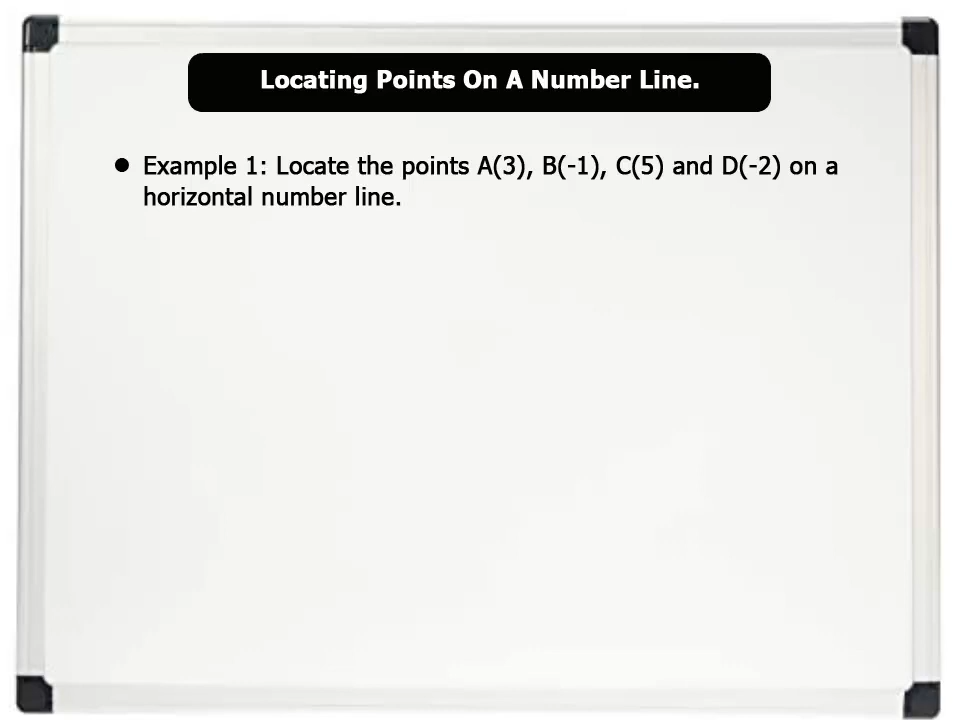 Locating Points On A Number Line.
● Example 1: Locate the points A(3), B(-1), C(5) and D(-2) on a
horizontal number line.